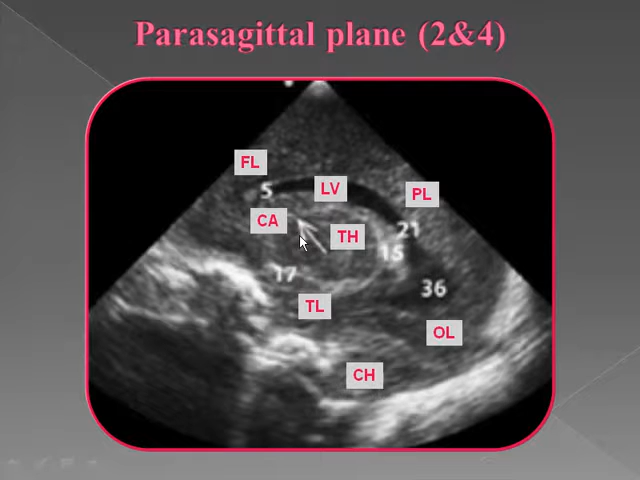 Parasagittal plane (2&4)
FL
5
LV
PL
CA
TH
21
15
17
36
TL
OL
CH